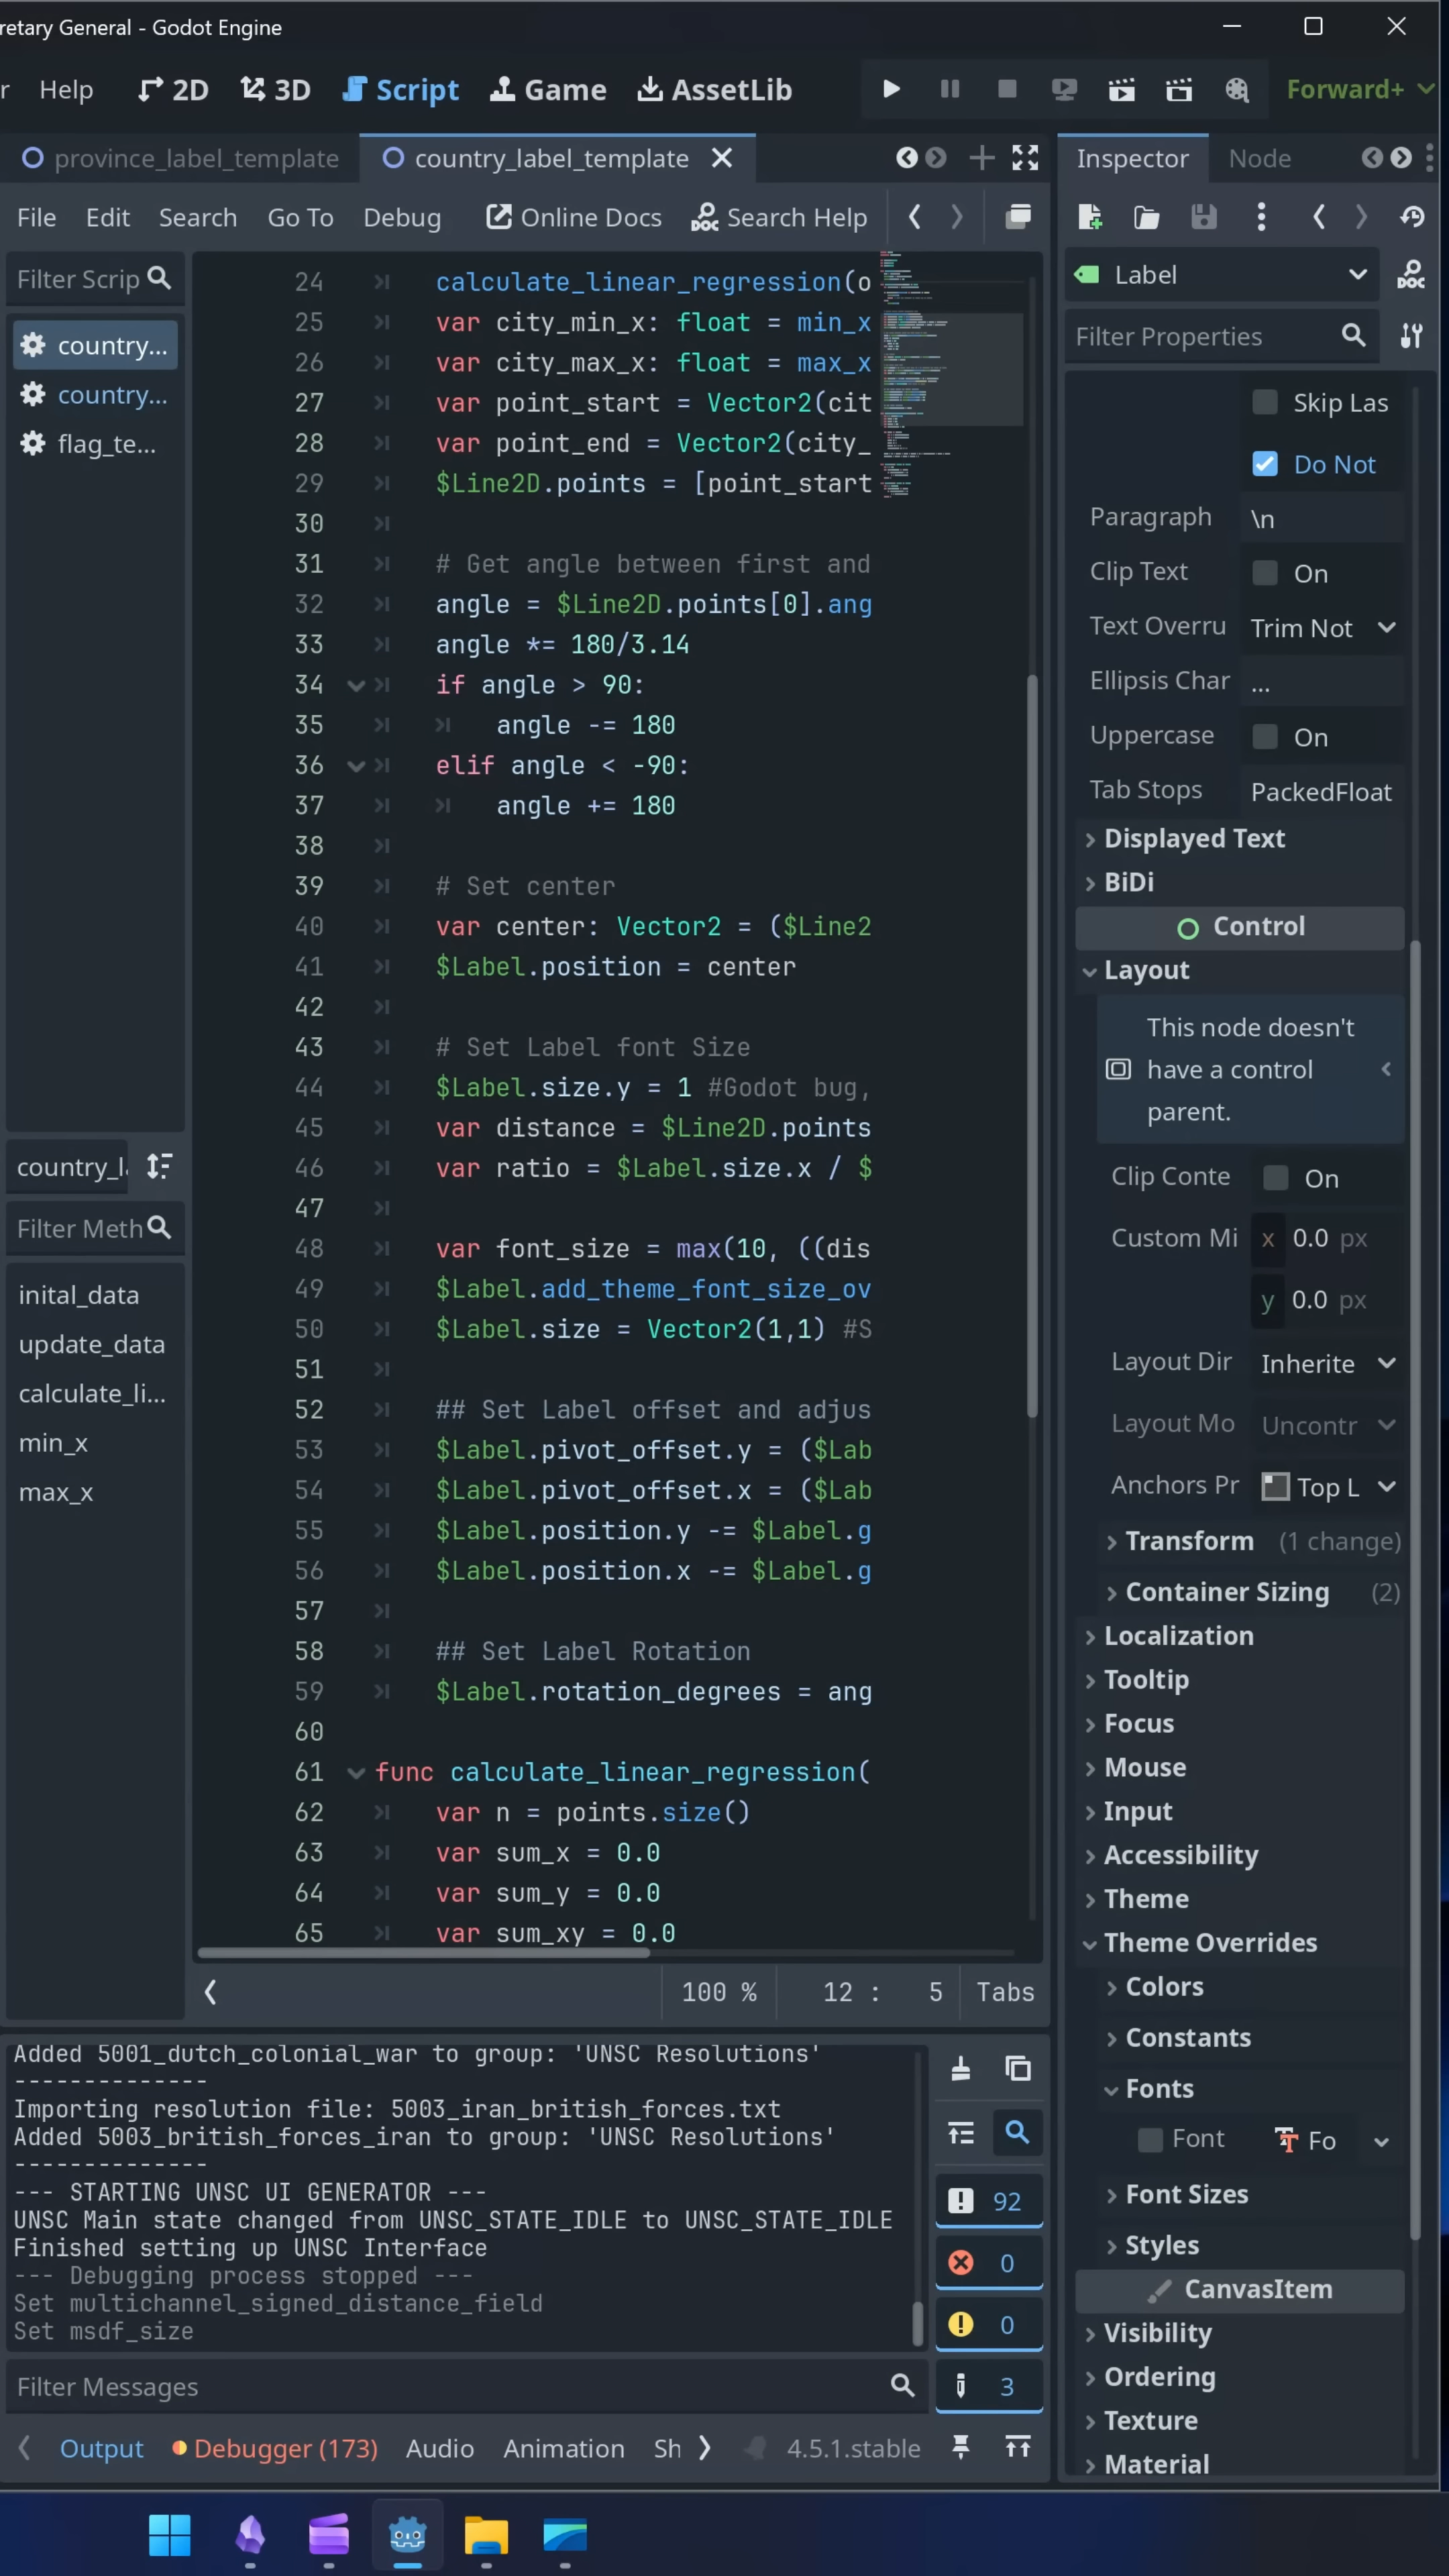 retary General - Godot Engine
r Help 2D 3D Script Game AssetLib Forward+
province_label_template country_label_template
File Edit Search Go To Debug Online Docs Search Help
Filter Scrip
country...
country...
flag_te...
country_l
Filter Meth
inital_data
update_data
calculate_li...
min_x
max_x
24 calculate_linear_regression(o
25 var city_min_x: float = min_x
26 var city_max_x: float = max_x
27 var point_start = Vector2(cit
28 var point_end = Vector2(city_
29 $Line2D.points = [point_start
30
31 # Get angle between first and
32 angle = $Line2D.points[0].ang
33 angle *= 180/3.14
34 if angle > 90:
35 angle -= 180
36 elif angle < -90:
37 angle += 180
38
39 # Set center
40 var center: Vector2 = ($Line2
41 $Label.position = center
42
43 # Set Label font Size
44 $Label.size.y = 1 #Godot bug,
45 var distance = $Line2D.points
46 var ratio = $Label.size.x / $
47
48 var font_size = max(10, ((dis
49 $Label.add_theme_font_size_ov
50 $Label.size = Vector2(1,1) #S
51
52 ## Set Label offset and adjus
53 $Label.pivot_offset.y = ($Lab
54 $Label.pivot_offset.x = ($Lab
55 $Label.position.y -= $Label.g
56 $Label.position.x -= $Label.g
57
58 ## Set Label Rotation
59 $Label.rotation_degrees = ang
60
61 func calculate_linear_regression(
62 var n = points.size()
63 var sum_x = 0.0
64 var sum_y = 0.0
65 var sum_xy = 0.0
100 % 12 : 5 Tabs
Added 5001_dutch_colonial_war to group: 'UNSC Resolutions'
--------------
Importing resolution file: 5003_iran_british_forces.txt
Added 5003_british_forces_iran to group: 'UNSC Resolutions'
--------------
--- STARTING UNSC UI GENERATOR ---
UNSC Main state changed from UNSC_STATE_IDLE to UNSC_STATE_IDLE
Finished setting up UNSC Interface
--- Debugging process stopped ---
Set multichannel_signed_distance_field
Set msdf_size
92
0
0
3
Filter Messages
Output Debugger (173) Audio Animation Sh 4.5.1.stable
Inspector Node
Label
DOC
Filter Properties
Skip Las
Do Not
Paragraph \n
Clip Text On
Text Overru Trim Not
Ellipsis Char ...
Uppercase On
Tab Stops PackedFloat
Displayed Text
BiDi
Control
Layout
This node doesn't
have a control
parent.
Clip Conte On
Custom Mi x 0.0 px
y 0.0 px
Layout Dir Inherite
Layout Mo Uncontr
Anchors Pr Top L
Transform (1 change)
Container Sizing (2)
Localization
Tooltip
Focus
Mouse
Input
Accessibility
Theme
Theme Overrides
Colors
Constants
Fonts
Font Fo
Font Sizes
Styles
CanvasItem
Visibility
Ordering
Texture
Material